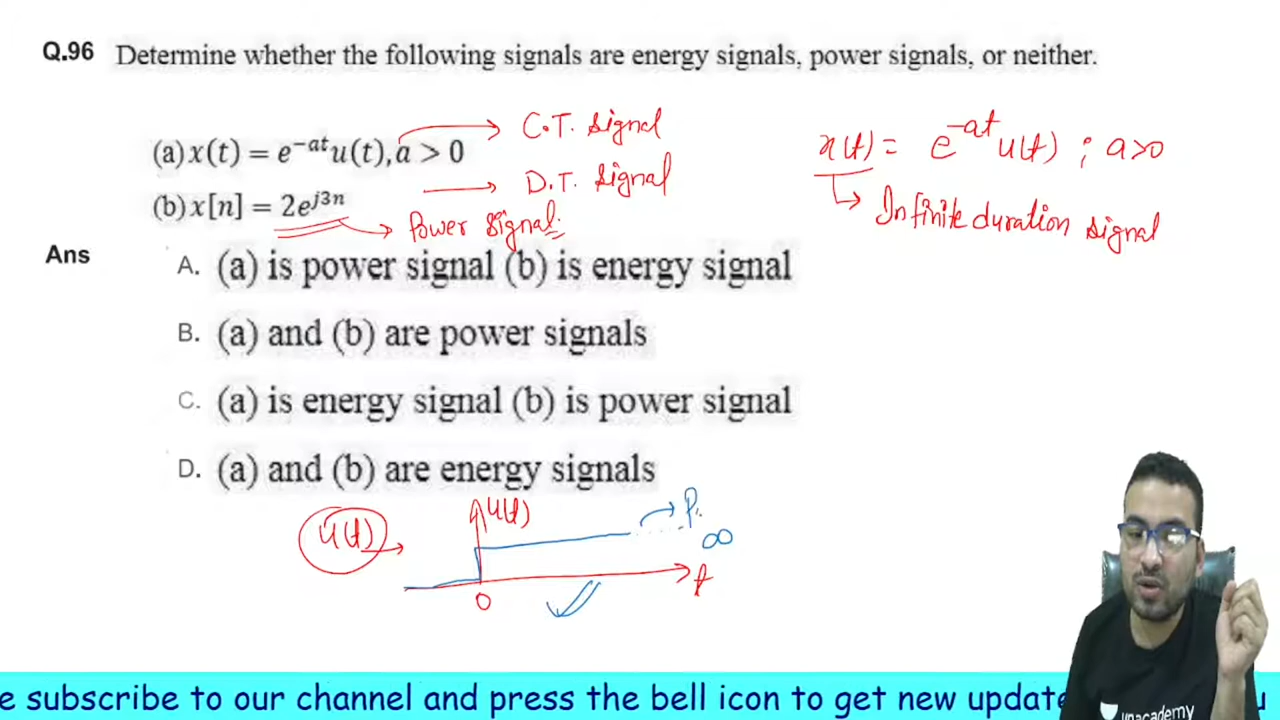 Q.96 Determine whether the following signals are energy signals, power signals, or neither.
(a) x(t) = e^{-at}u(t), a > 0
C.T. Signal
(b) x[n] = 2e^{j3n}
D.T. Signal
Power Signal.
x(t) = e^{-at} u(t) ; a>0
Infinite duration signal
Ans
A. (a) is power signal (b) is energy signal
B. (a) and (b) are power signals
C. (a) is energy signal (b) is power signal
D. (a) and (b) are energy signals
u(t)
u(t)
P.
∞
t
0
e subscribe to our channel and press the bell icon to get new update
u
unacademy